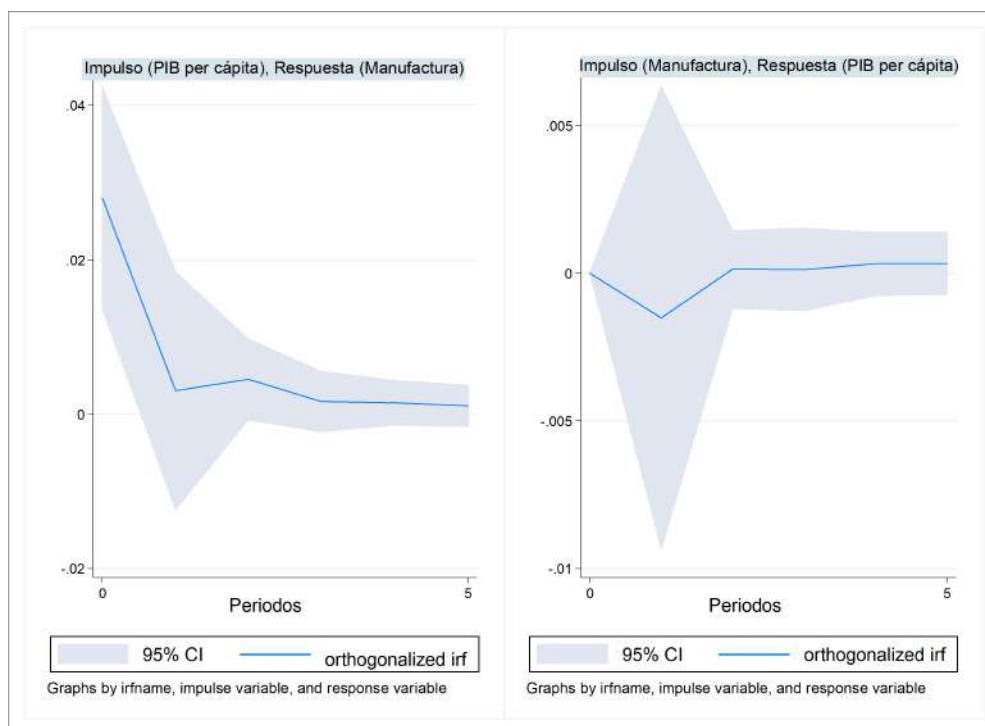 Impulso (PIB per cápita), Respuesta (Manufactura)
.04
.02
0
-.02
0
5
Periodos
95% CI
orthogonalized irf
Graphs by irfname, impulse variable, and response variable
Impulso (Manufactura), Respuesta (PIB per cápita)
.005
0
-.005
-.01
0
5
Periodos
95% CI
orthogonalized irf
Graphs by irfname, impulse variable, and response variable